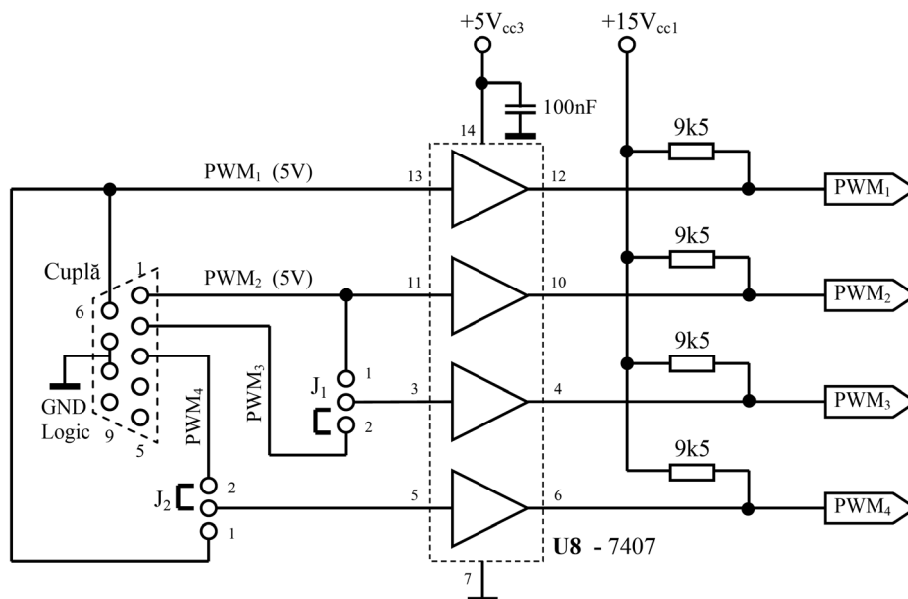 +5Vcc3
+15Vcc1
100nF
14
9k5
PWM1 (5V)
13
12
PWM1
9k5
Cuplă
1
PWM2 (5V)
11
10
PWM2
6
9k5
J1
1
3
4
PWM3
2
GND
Logic
9
5
PWM4
PWM3
9k5
J2
2
5
6
PWM4
1
U8 - 7407
7